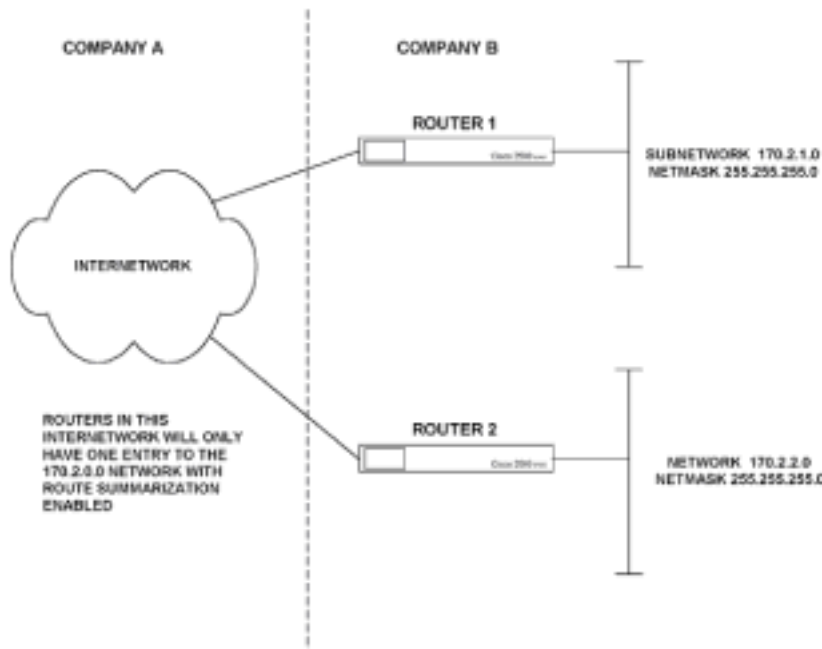 COMPANY A
COMPANY B
ROUTER 1
SUBNETWORK 170.2.1.0
NETMASK 255.255.255.0
INTERNETWORK
ROUTERS IN THIS
INTERNETWORK WILL ONLY
HAVE ONE ENTRY TO THE
170.2.0.0 NETWORK WITH
ROUTE SUMMARIZATION
ENABLED
ROUTER 2
NETWORK 170.2.2.0
NETMASK 255.255.255.0